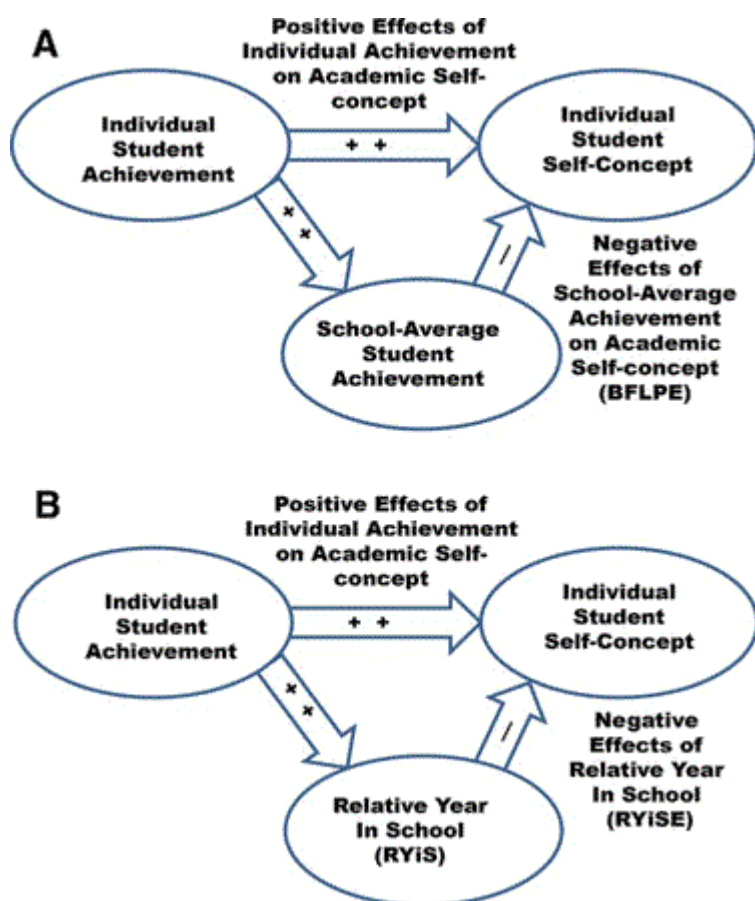 A
Positive Effects of
Individual Achievement
on Academic Self-
concept
Individual
Student
Achievement
+ +
Individual
Student
Self-Concept
+ +
/
Negative
Effects of
School-Average
Achievement
on Academic
Self-concept
(BFLPE)
School-Average
Student
Achievement
B
Positive Effects of
Individual Achievement
on Academic Self-
concept
Individual
Student
Achievement
+ +
Individual
Student
Self-Concept
+ +
/
Negative
Effects of
Relative Year
In School
(RYiSE)
Relative Year
In School
(RYiS)